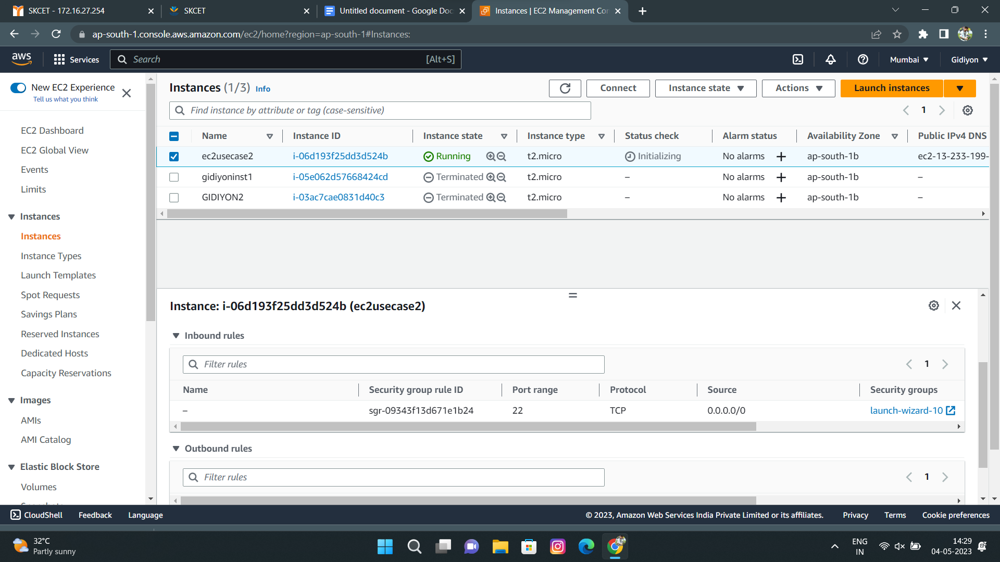 SKCET - 172.16.27.254
SKCET
Untitled document - Google Doc
Instances | EC2 Management Con
ap-south-1.console.aws.amazon.com/ec2/home?region=ap-south-1#Instances:
aws
Services
Search
[Alt+S]
Mumbai
Gidiyon
New EC2 Experience
Tell us what you think
EC2 Dashboard
EC2 Global View
Events
Limits
Instances
Instances
Instance Types
Launch Templates
Spot Requests
Savings Plans
Reserved Instances
Dedicated Hosts
Capacity Reservations
Images
AMIs
AMI Catalog
Elastic Block Store
Volumes
Instances (1/3) Info
Connect
Instance state
Actions
Launch instances
Find instance by attribute or tag (case-sensitive)
1
Name Instance ID Instance state Instance type Status check Alarm status Availability Zone Public IPv4 DNS
ec2usecase2 i-06d193f25dd3d524b Running t2.micro Initializing No alarms + ap-south-1b ec2-13-233-199-
gidiyoninst1 i-05e062d57668424cd Terminated t2.micro – No alarms + ap-south-1b –
GIDIYON2 i-03ac7cae0831d40c3 Terminated t2.micro – No alarms + ap-south-1b –
Instance: i-06d193f25dd3d524b (ec2usecase2)
Inbound rules
Filter rules
1
Name Security group rule ID Port range Protocol Source Security groups
– sgr-09343f13d671e1b24 22 TCP 0.0.0.0/0 launch-wizard-10
Outbound rules
Filter rules
1
CloudShell Feedback Language © 2023, Amazon Web Services India Private Limited or its affiliates. Privacy Terms Cookie preferences
32°C
Partly sunny
ENG
IN
14:29
04-05-2023